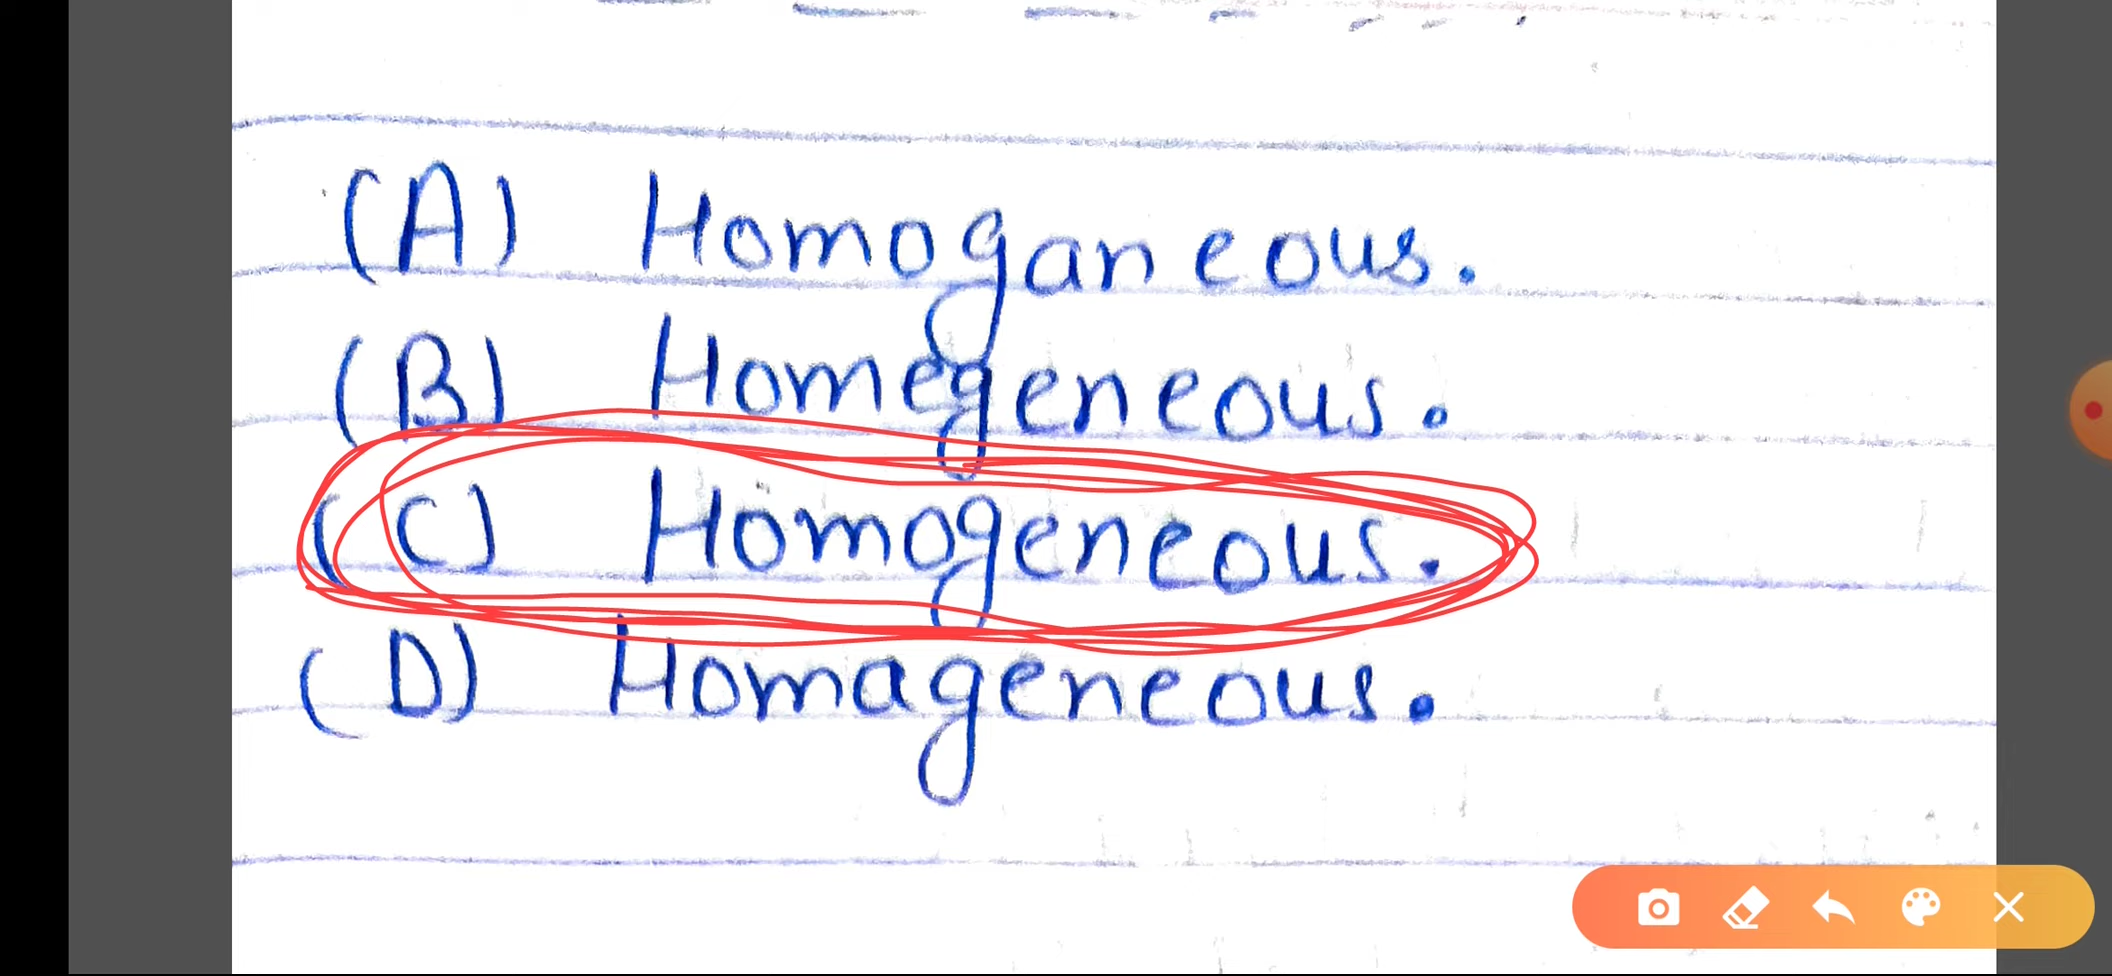 (A) Homoganeous.
(B) Homegeneous.
(C) Homogeneous.
(D) Homageneous.